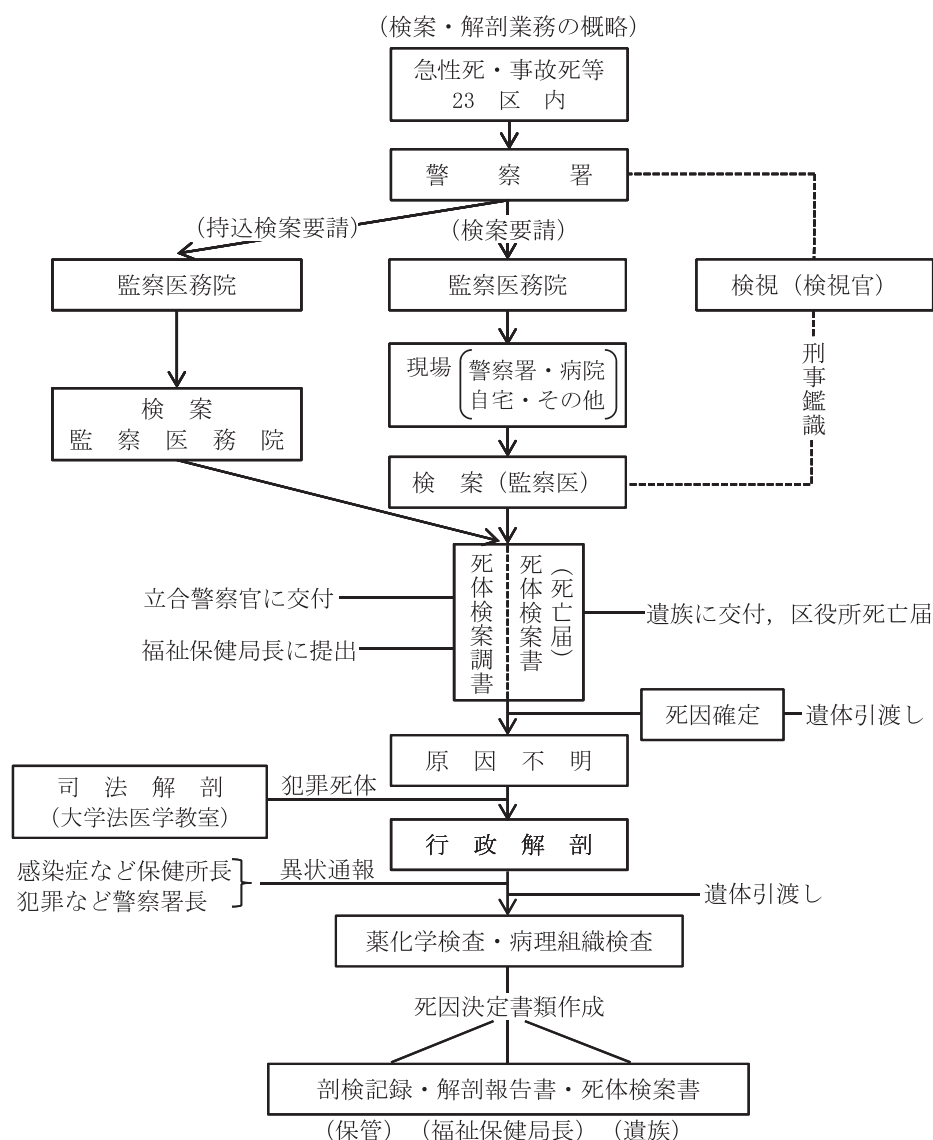 (検案・解剖業務の概略)
急性死・事故死等
23 区 内
警 察 署
(持込検案要請)
(検案要請)
監察医務院
監察医務院
検視(検視官)
現場
警察署・病院
自宅・その他
刑事鑑識
検 案
監 察 医 務 院
検 案(監察医)
死体検案調書
死体検案書
(死亡届)
立合警察官に交付
福祉保健局長に提出
遺族に交付,区役所死亡届
死因確定
遺体引渡し
原 因 不 明
司 法 解 剖
(大学法医学教室)
犯罪死体
行 政 解 剖
感染症など保健所長
犯罪など警察署長
異状通報
遺体引渡し
薬化学検査・病理組織検査
死因決定書類作成
剖検記録・解剖報告書・死体検案書
(保管) (福祉保健局長) (遺族)